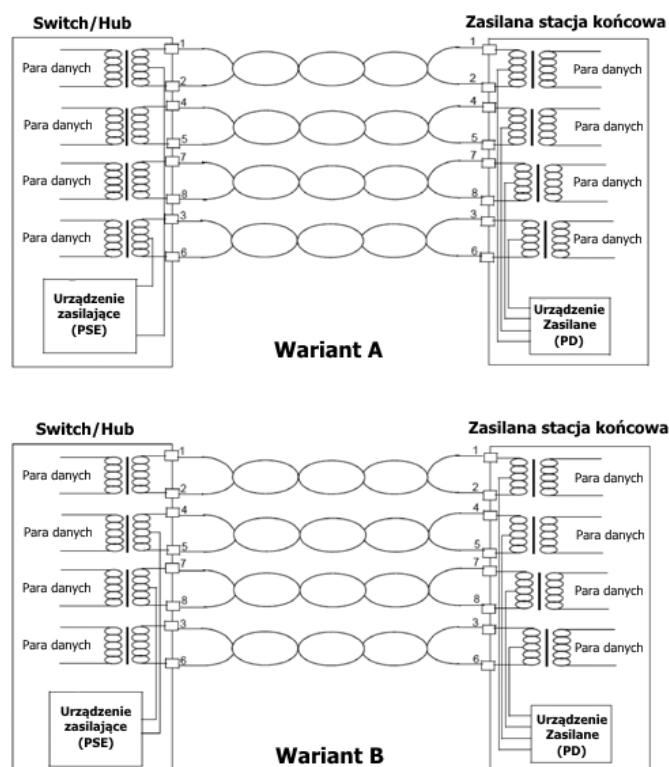 Switch/Hub
Zasilana stacja końcowa
Para danych
1
1
Para danych
2
2
Para danych
4
4
Para danych
5
5
Para danych
7
7
Para danych
8
8
Para danych
3
3
Para danych
6
6
Urządzenie
zasilające
(PSE)
Wariant A
Urządzenie
Zasilane
(PD)
Switch/Hub
Zasilana stacja końcowa
Para danych
1
1
Para danych
2
2
Para danych
4
4
Para danych
5
5
Para danych
7
7
Para danych
8
8
Para danych
3
3
Para danych
6
6
Urządzenie
zasilające
(PSE)
Wariant B
Urządzenie
Zasilane
(PD)